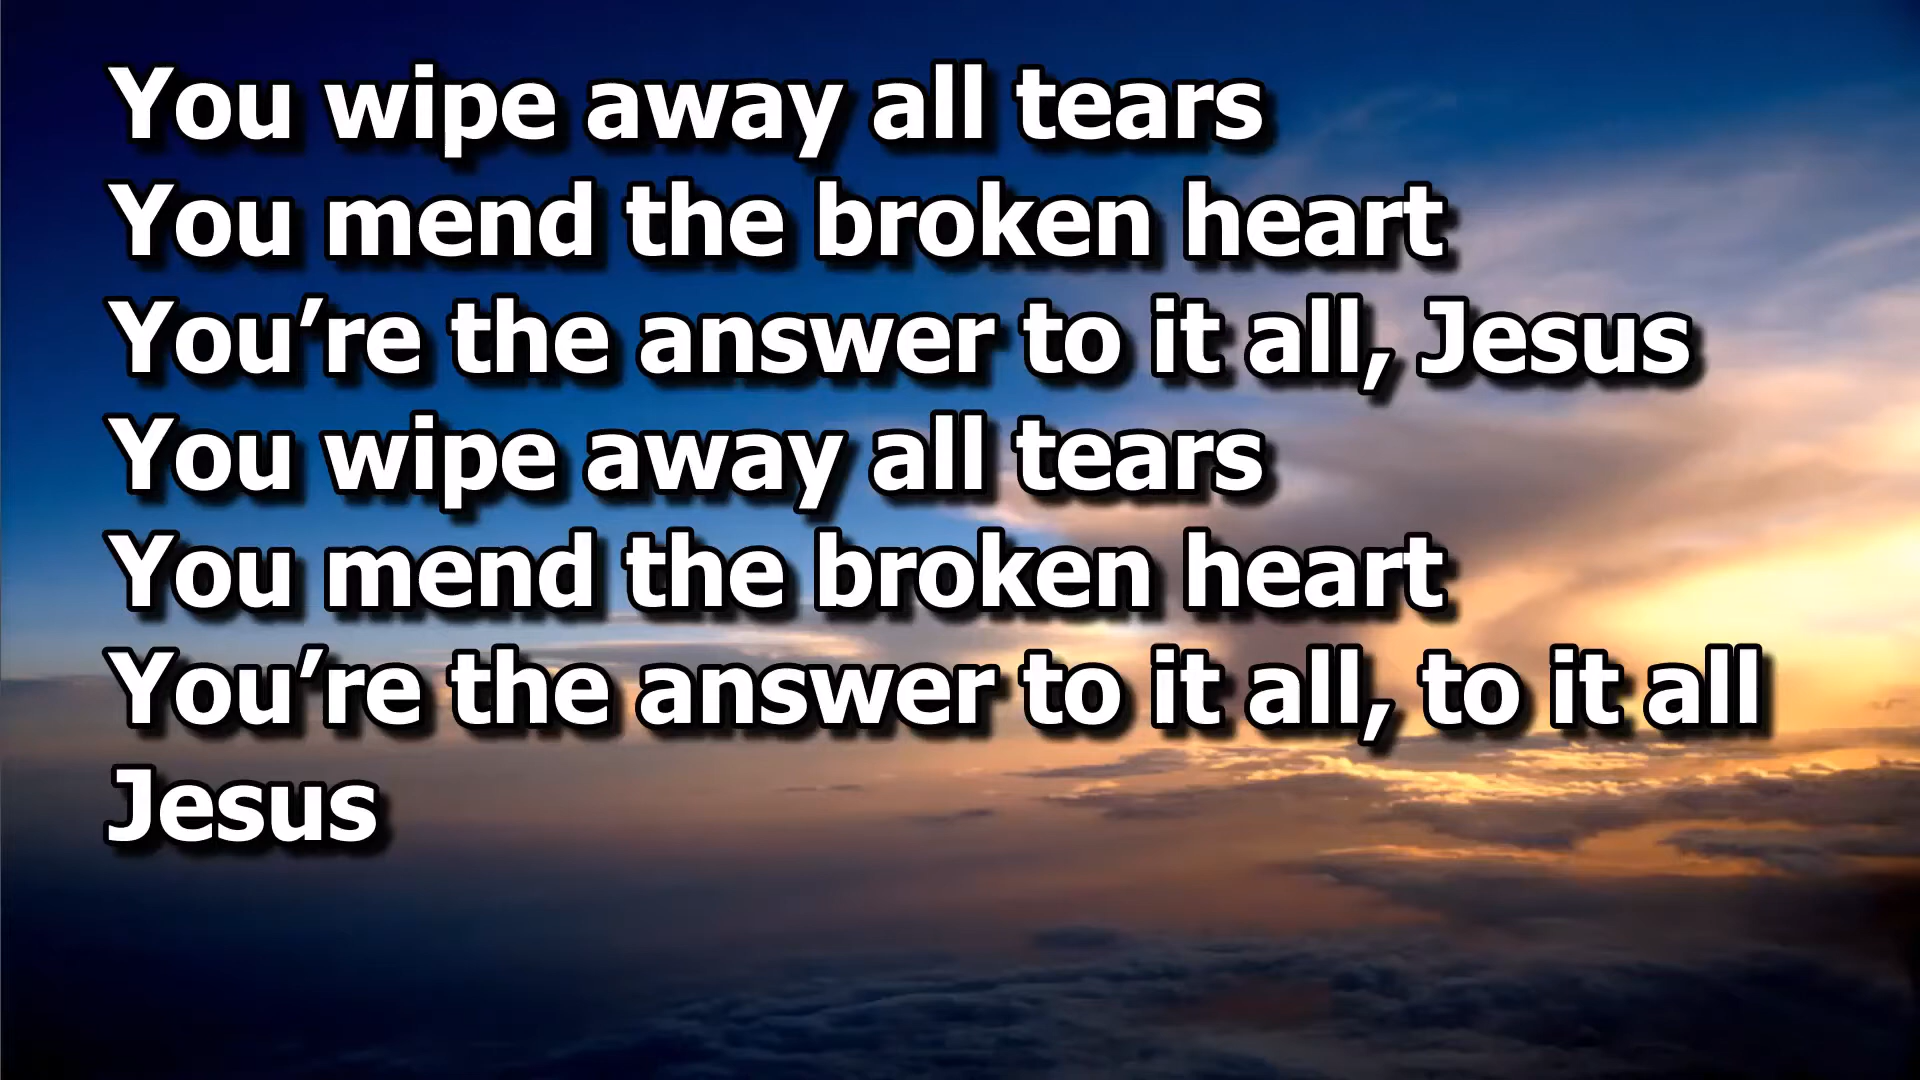 You wipe away all tears
You mend the broken heart
You’re the answer to it all, Jesus
You wipe away all tears
You mend the broken heart
You’re the answer to it all, to it all
Jesus